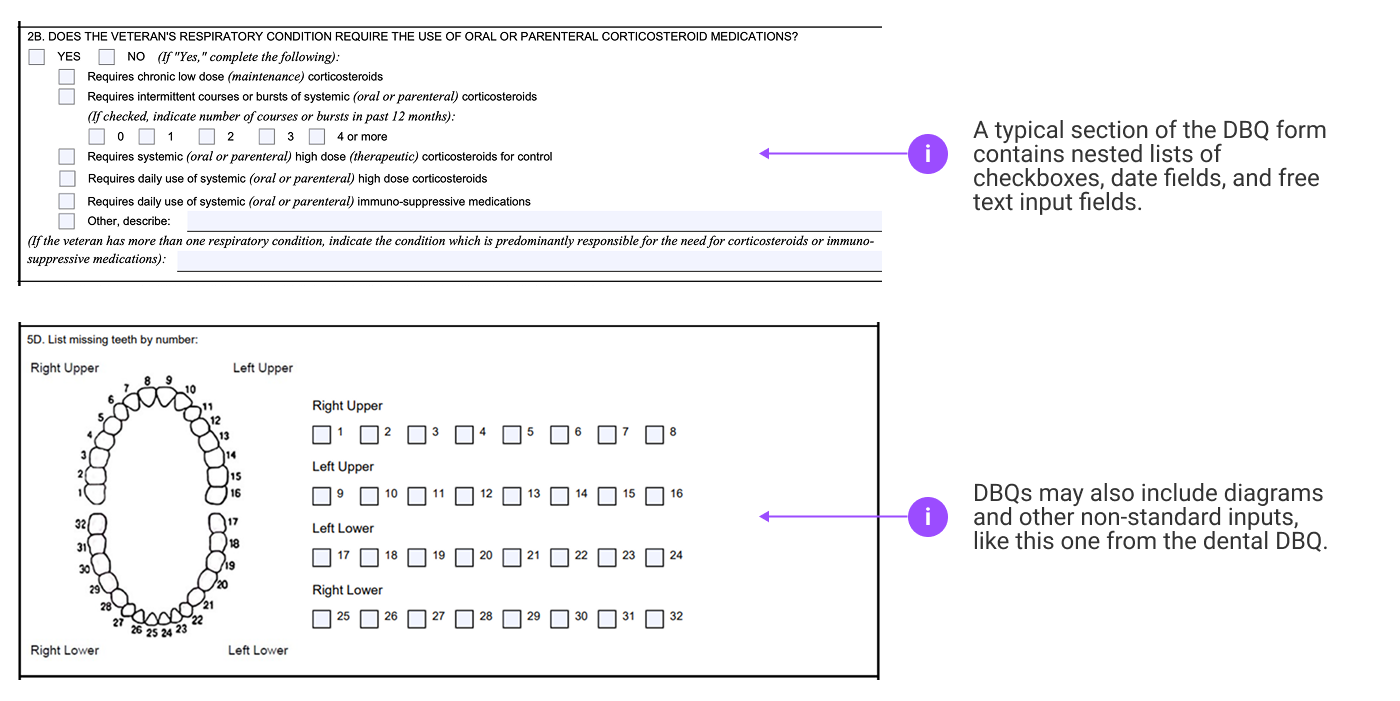 2B. DOES THE VETERAN'S RESPIRATORY CONDITION REQUIRE THE USE OF ORAL OR PARENTERAL CORTICOSTEROID MEDICATIONS?
YES NO (If "Yes," complete the following):
Requires chronic low dose (maintenance) corticosteroids
Requires intermittent courses or bursts of systemic (oral or parenteral) corticosteroids
(If checked, indicate number of courses or bursts in past 12 months):
0 1 2 3 4 or more
Requires systemic (oral or parenteral) high dose (therapeutic) corticosteroids for control
Requires daily use of systemic (oral or parenteral) high dose corticosteroids
Requires daily use of systemic (oral or parenteral) immuno-suppressive medications
Other, describe:
(If the veteran has more than one respiratory condition, indicate the condition which is predominantly responsible for the need for corticosteroids or immuno-
suppressive medications):
i
A typical section of the DBQ form
contains nested lists of
checkboxes, date fields, and free
text input fields.
5D. List missing teeth by number:
Right Upper Left Upper
1 2 3 4 5 6 7 8 9 10 11 12 13 14 15 16
32 31 30 29 28 27 26 25 24 23 22 21 20 19 18 17
Right Lower Left Lower
Right Upper
1 2 3 4 5 6 7 8
Left Upper
9 10 11 12 13 14 15 16
Left Lower
17 18 19 20 21 22 23 24
Right Lower
25 26 27 28 29 30 31 32
i
DBQs may also include diagrams
and other non-standard inputs,
like this one from the dental DBQ.